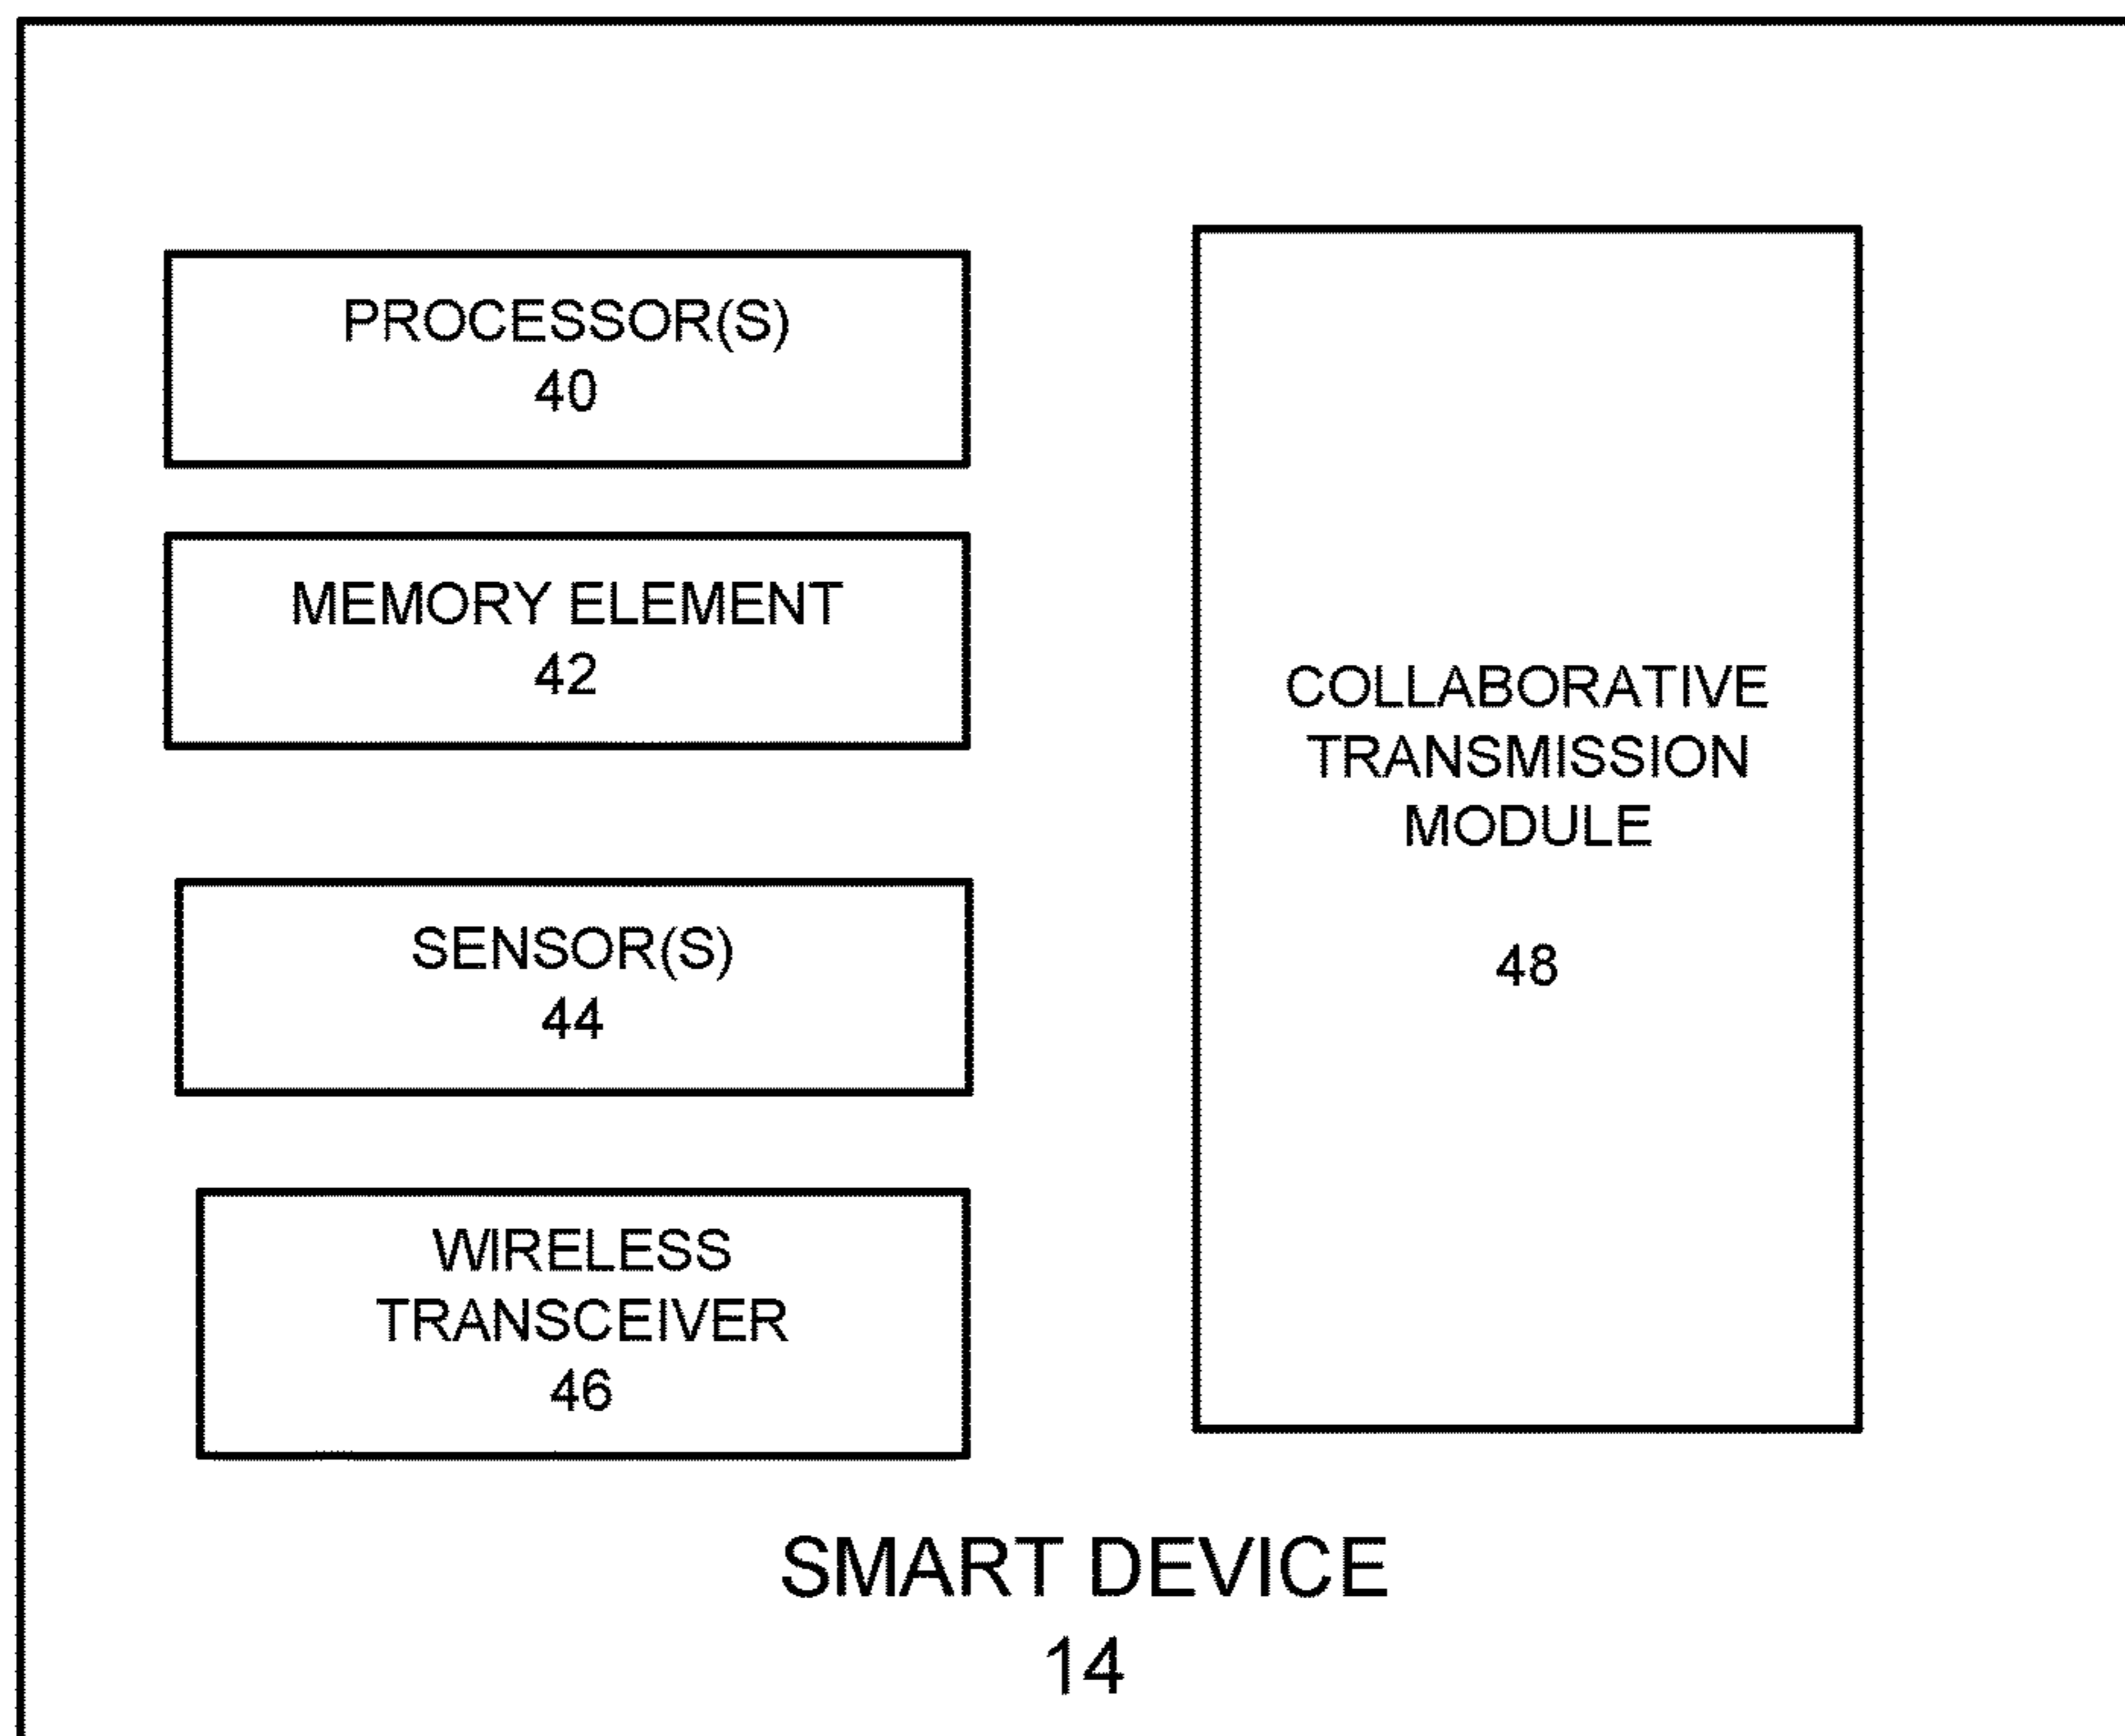 PROCESSOR(S)
40
MEMORY ELEMENT
42
SENSOR(S)
44
WIRELESS
TRANSCEIVER
46
COLLABORATIVE
TRANSMISSION
MODULE
48
SMART DEVICE
14